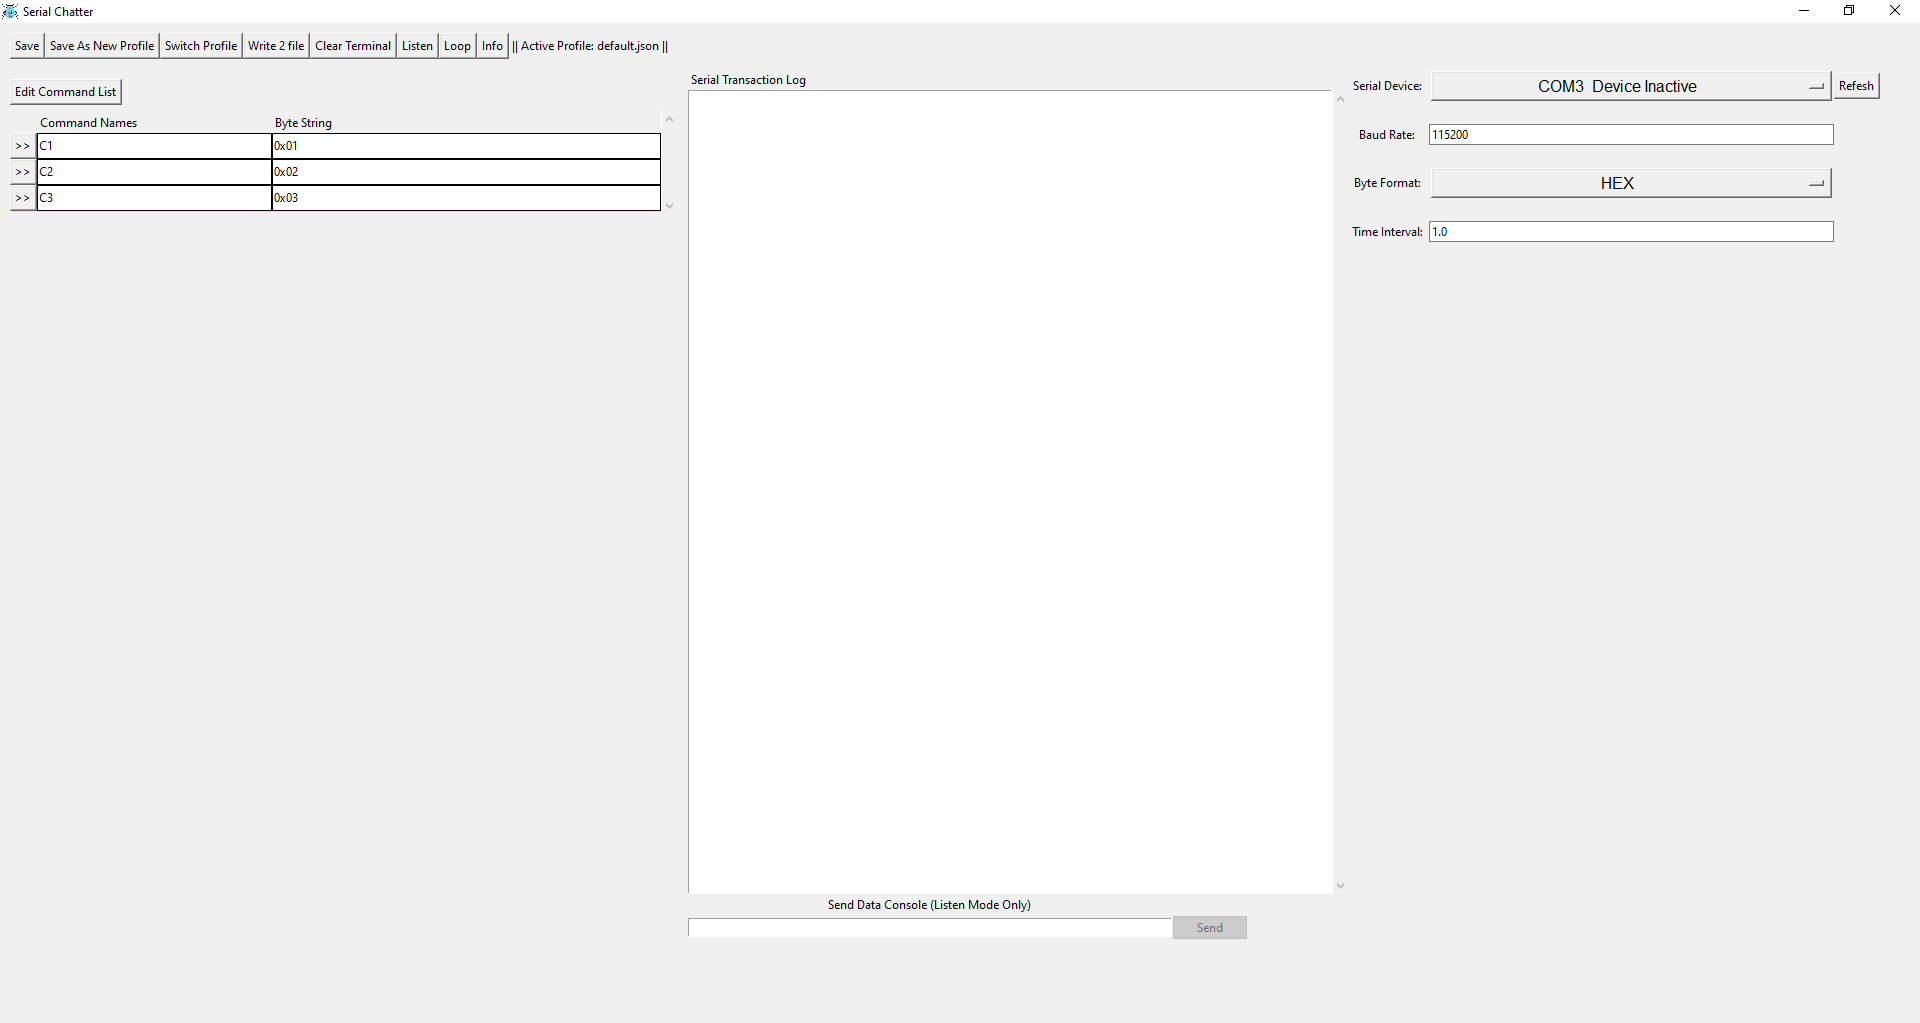 Serial Chatter
Save Save As New Profile Switch Profile Write 2 file Clear Terminal Listen Loop Info || Active Profile: default.json ||
Edit Command List
Command Names Byte String
>> C1 0x01
>> C2 0x02
>> C3 0x03
Serial Transaction Log
Send Data Console (Listen Mode Only)
Send
Serial Device: COM3 Device Inactive Refesh
Baud Rate: 115200
Byte Format: HEX
Time Interval: 1.0